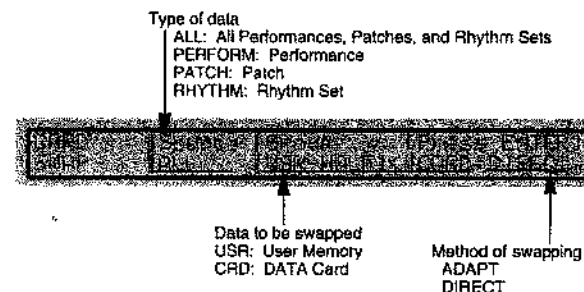 Type of data
ALL: All Performances, Patches, and Rhythm Sets
PERFORM: Performance
PATCH: Patch
RHYTHM: Rhythm Set
Data to be swapped
USR: User Memory
CRD: DATA Card
Method of swapping
ADAPT
DIRECT